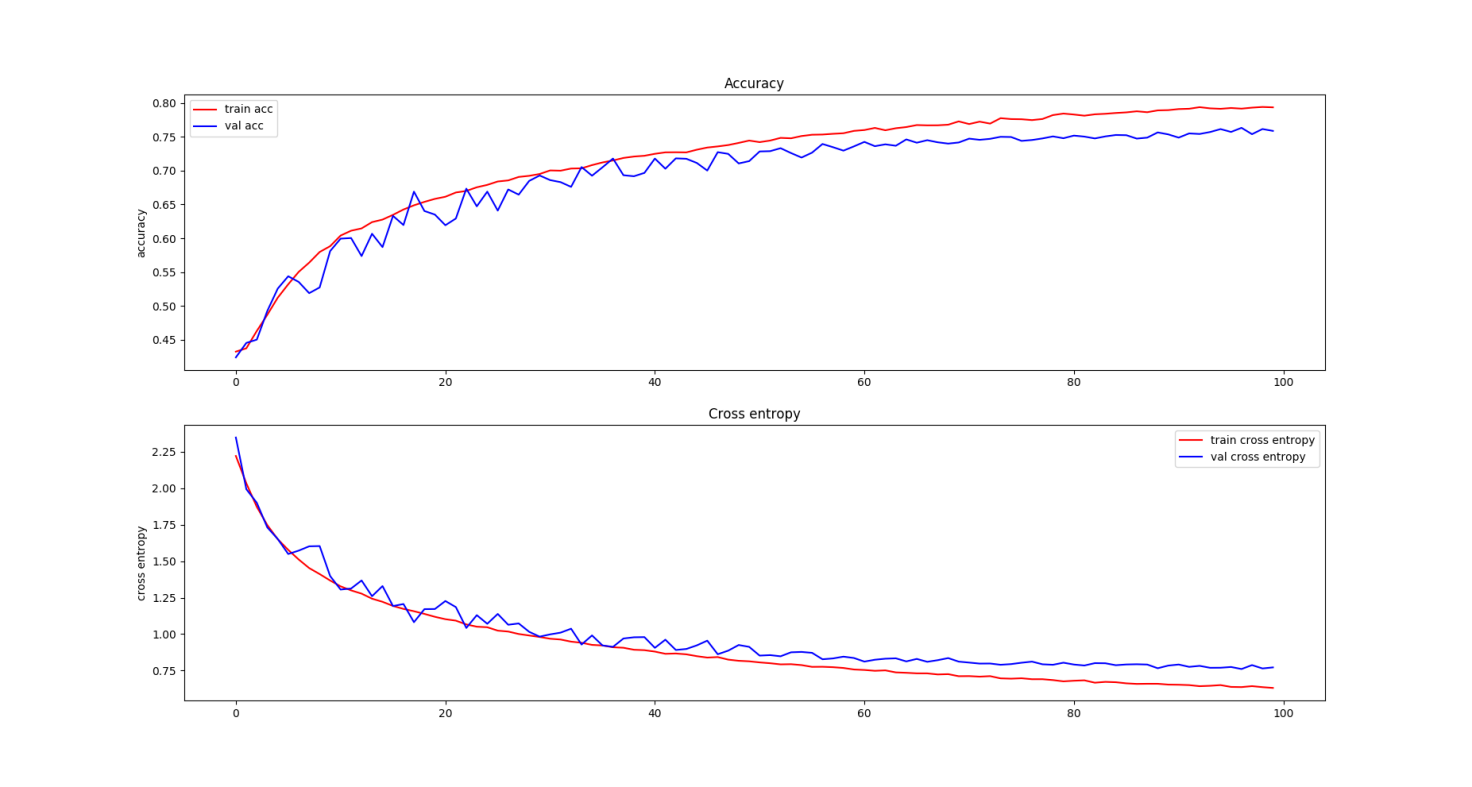 Accuracy
0.80
0.75
0.70
0.65
0.60
0.55
0.50
0.45
accuracy
train acc
val acc
0 20 40 60 80 100
Cross entropy
2.25
2.00
1.75
1.50
1.25
1.00
0.75
cross entropy
train cross entropy
val cross entropy
0 20 40 60 80 100